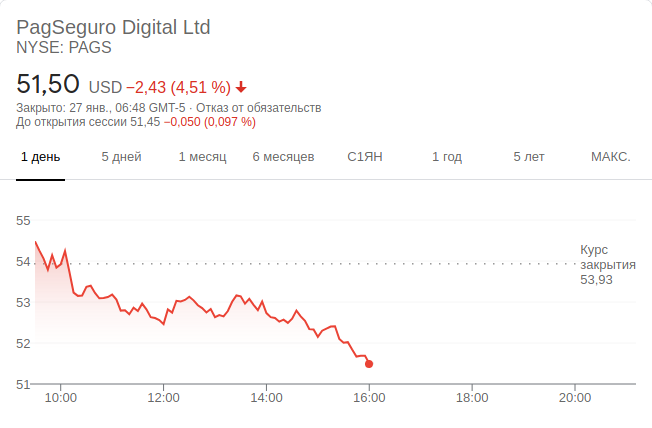 PagSeguro Digital Ltd
NYSE: PAGS
51,50 USD −2,43 (4,51 %)
Закрыто: 27 янв., 06:48 GMT-5 · Отказ от обязательств
До открытия сессии 51,45 −0,050 (0,097 %)
1 день 5 дней 1 месяц 6 месяцев С1ЯН 1 год 5 лет МАКС.
55
Курс
54 закрытия
53,93
53
52
51
10:00 12:00 14:00 16:00 18:00 20:00